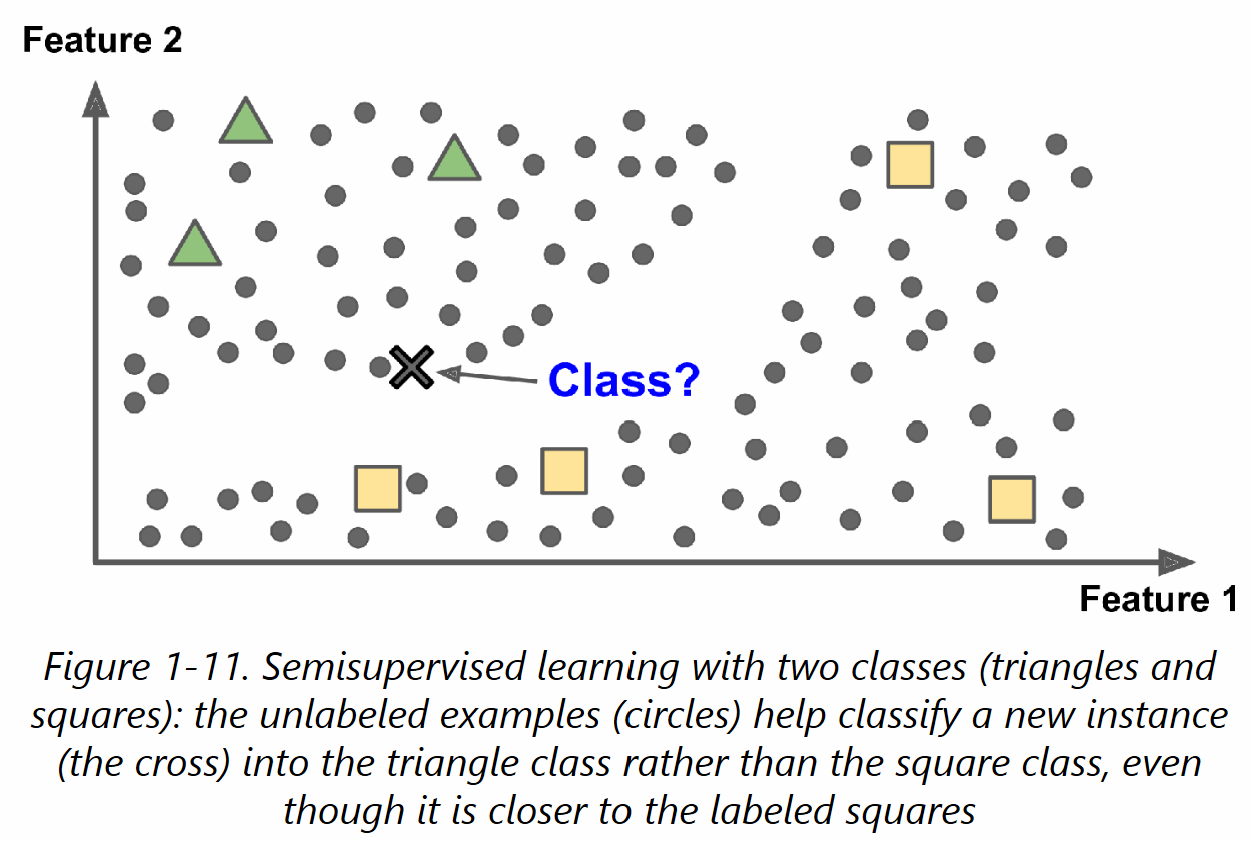 Feature 2
Class?
Feature 1
Figure 1-11. Semisupervised learning with two classes (triangles and
squares): the unlabeled examples (circles) help classify a new instance
(the cross) into the triangle class rather than the square class, even
though it is closer to the labeled squares